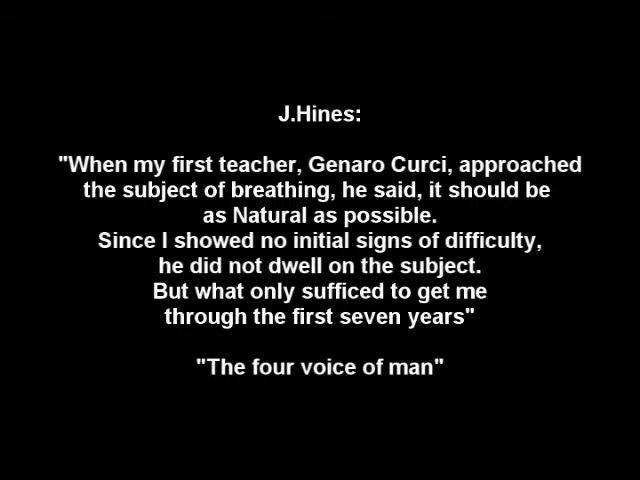 J.Hines:
"When my first teacher, Genaro Curci, approached
the subject of breathing, he said, it should be
as Natural as possible.
Since I showed no initial signs of difficulty,
he did not dwell on the subject.
But what only sufficed to get me
through the first seven years"
"The four voice of man"